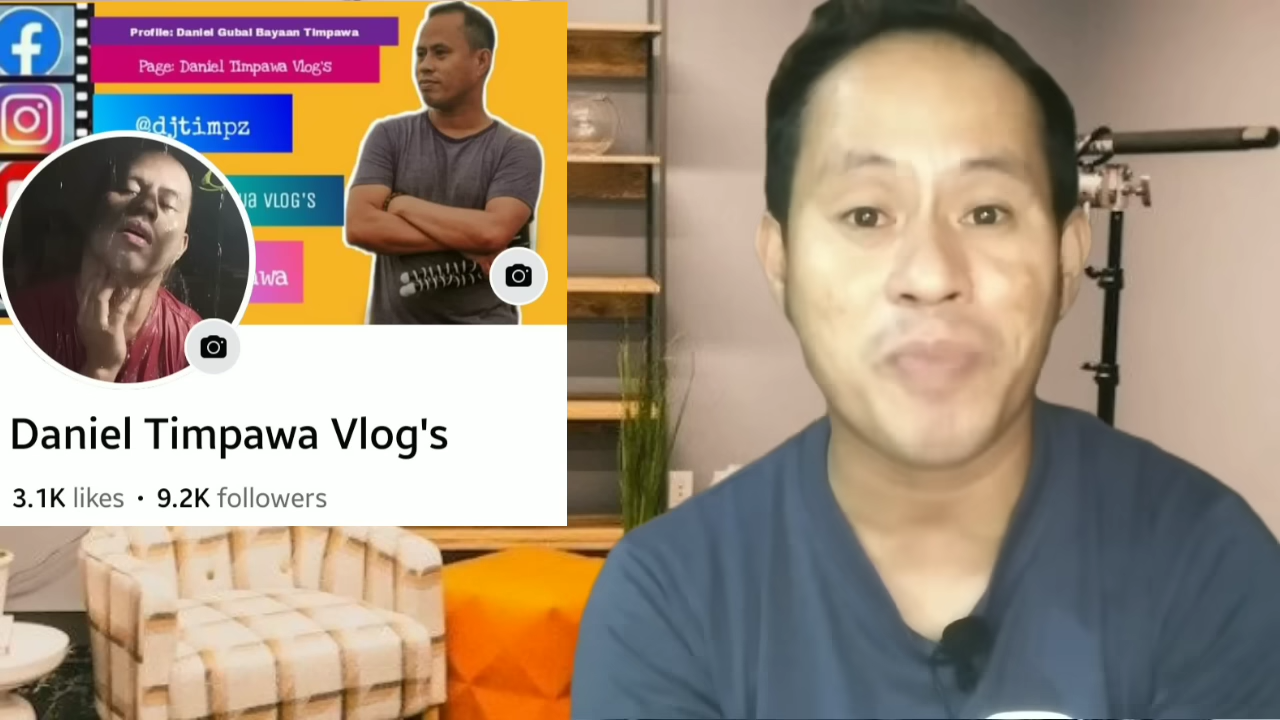 Profile: Daniel Gubal Bayaan Timpawa
Page: Daniel Timpawa Vlog's
@djtimpz
VLOG'S
Daniel Timpawa Vlog's
3.1K likes · 9.2K followers